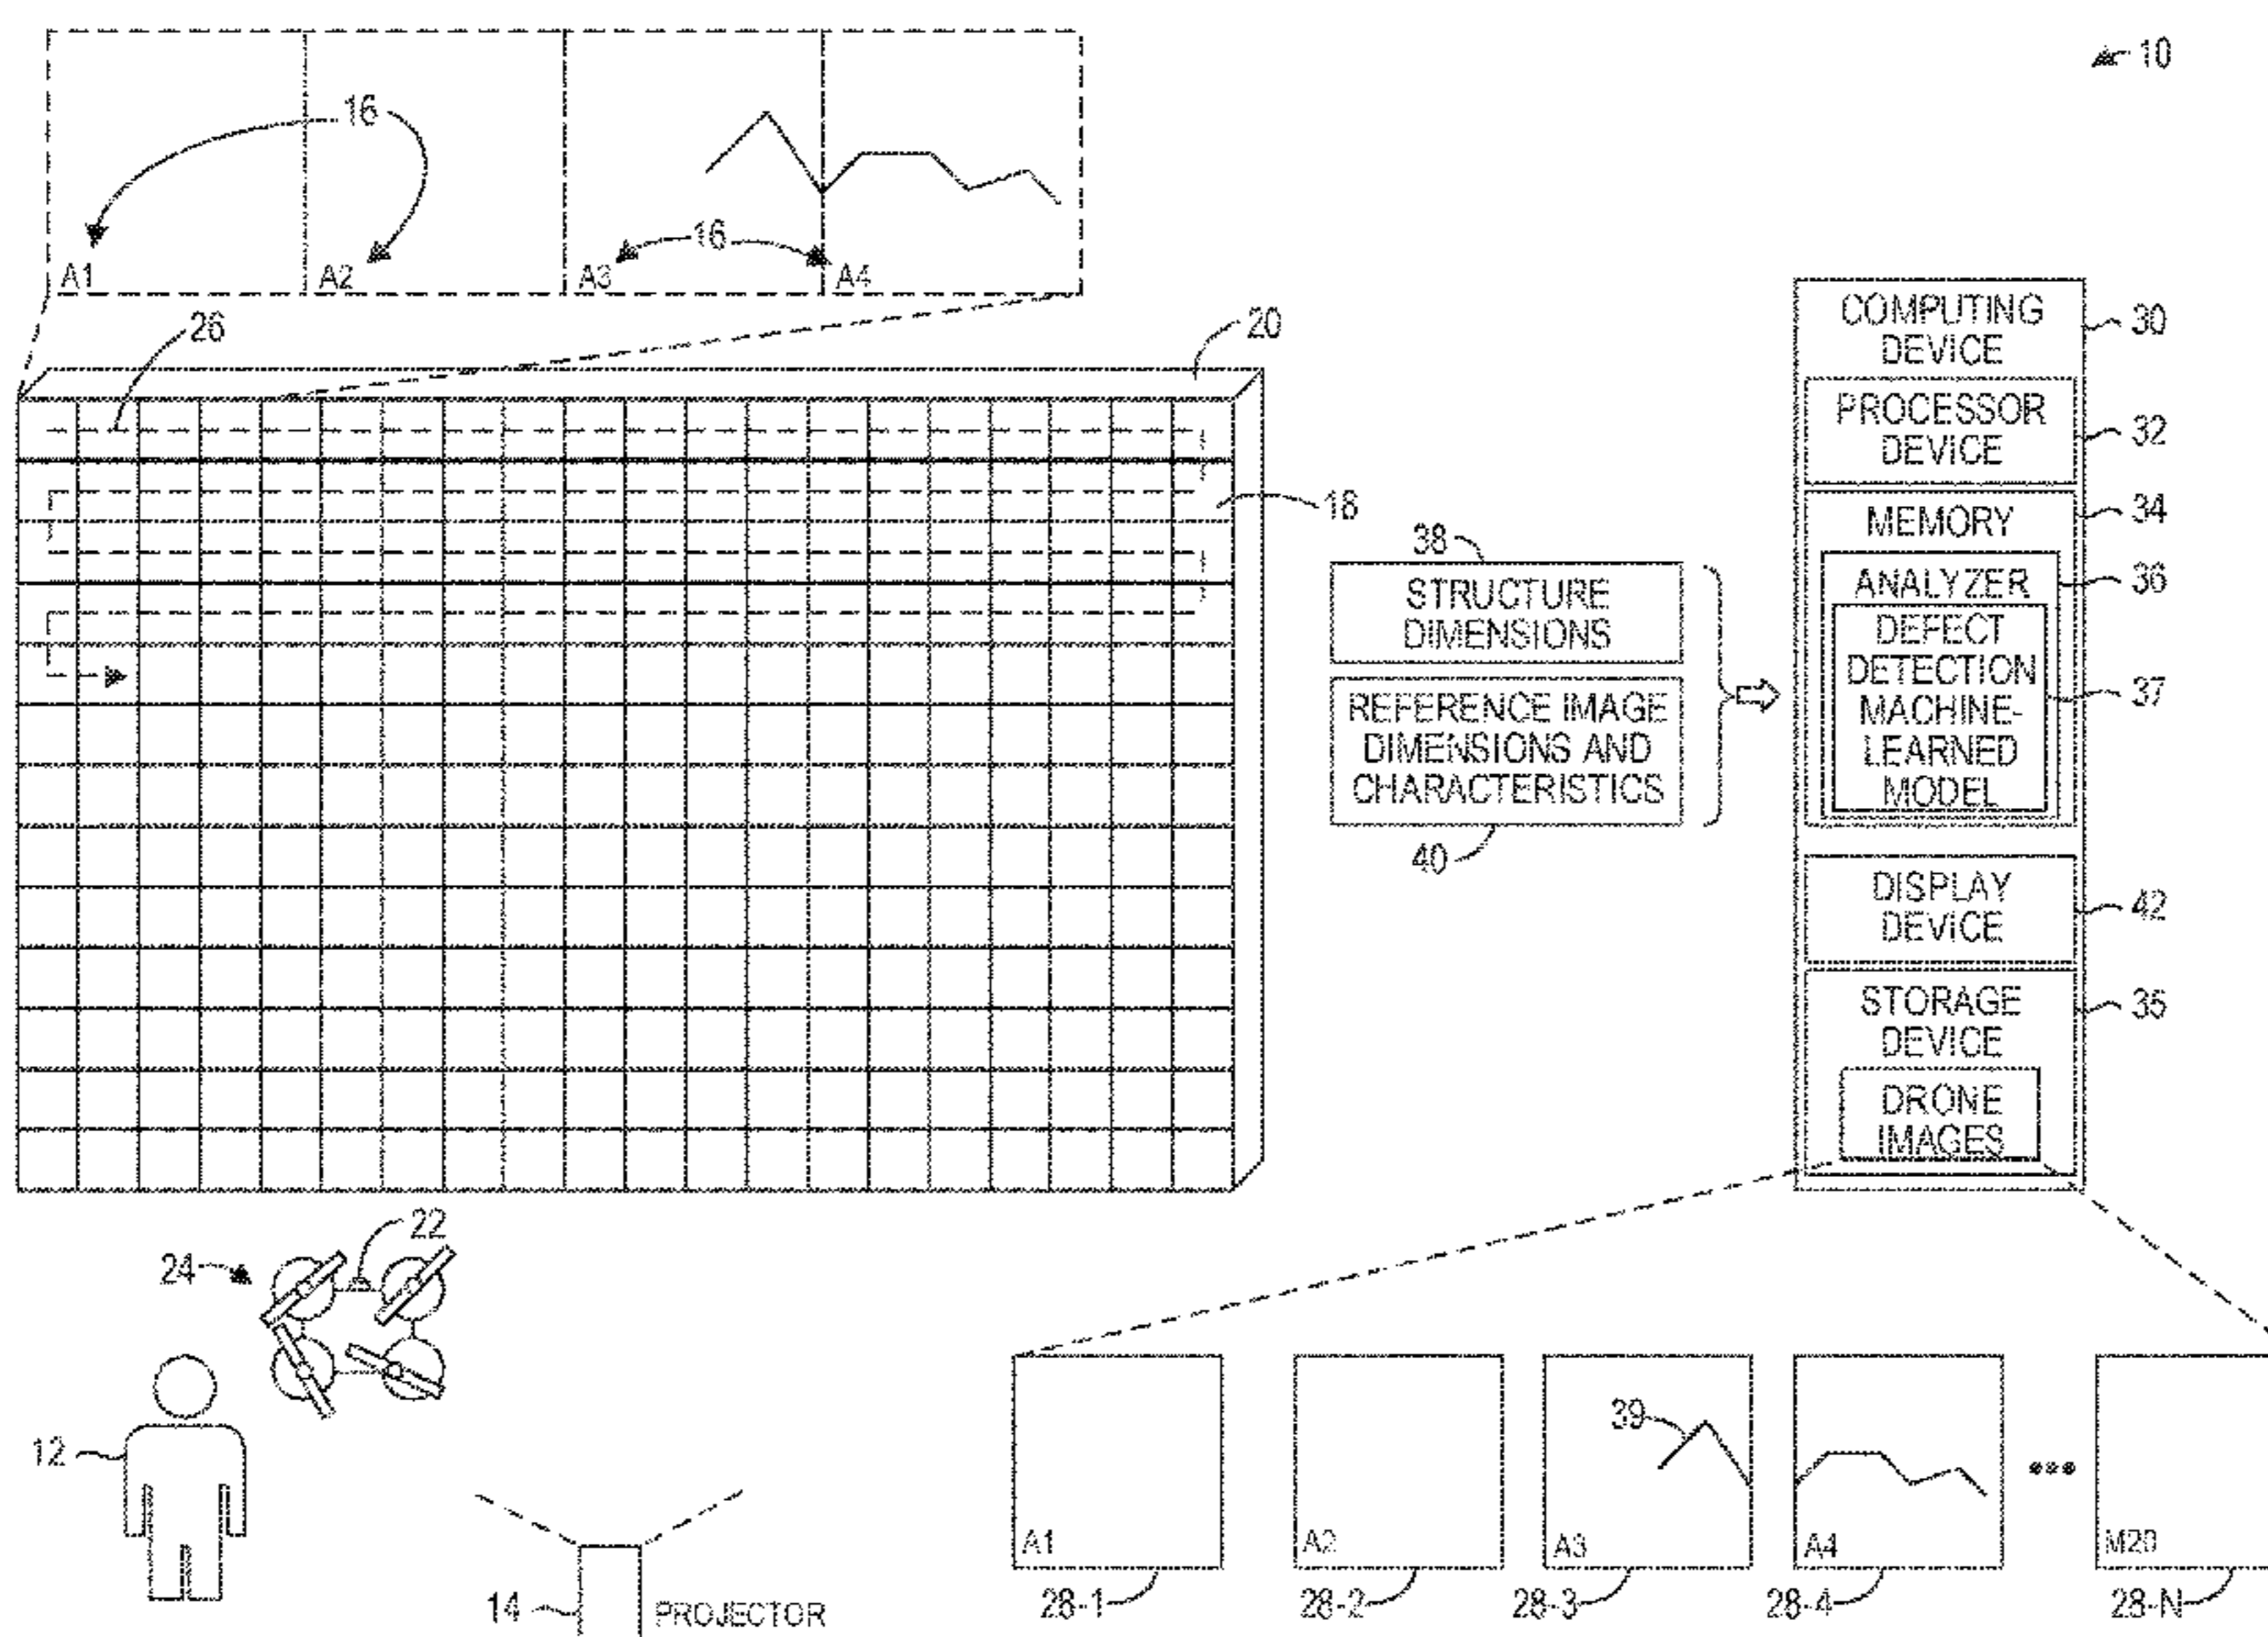 10
16
16
A1
A2
A3
A4
26
20
18
COMPUTING
DEVICE
30
PROCESSOR
DEVICE
32
MEMORY
34
ANALYZER
36
DEFECT
DETECTION
MACHINE-
LEARNED
MODEL
37
38
STRUCTURE
DIMENSIONS
REFERENCE IMAGE
DIMENSIONS AND
CHARACTERISTICS
40
DISPLAY
DEVICE
42
STORAGE
DEVICE
35
DRONE
IMAGES
22
24
12
14
PROJECTOR
39
A1
A2
A3
A4
M20
28-1
28-2
28-3
28-4
28-N